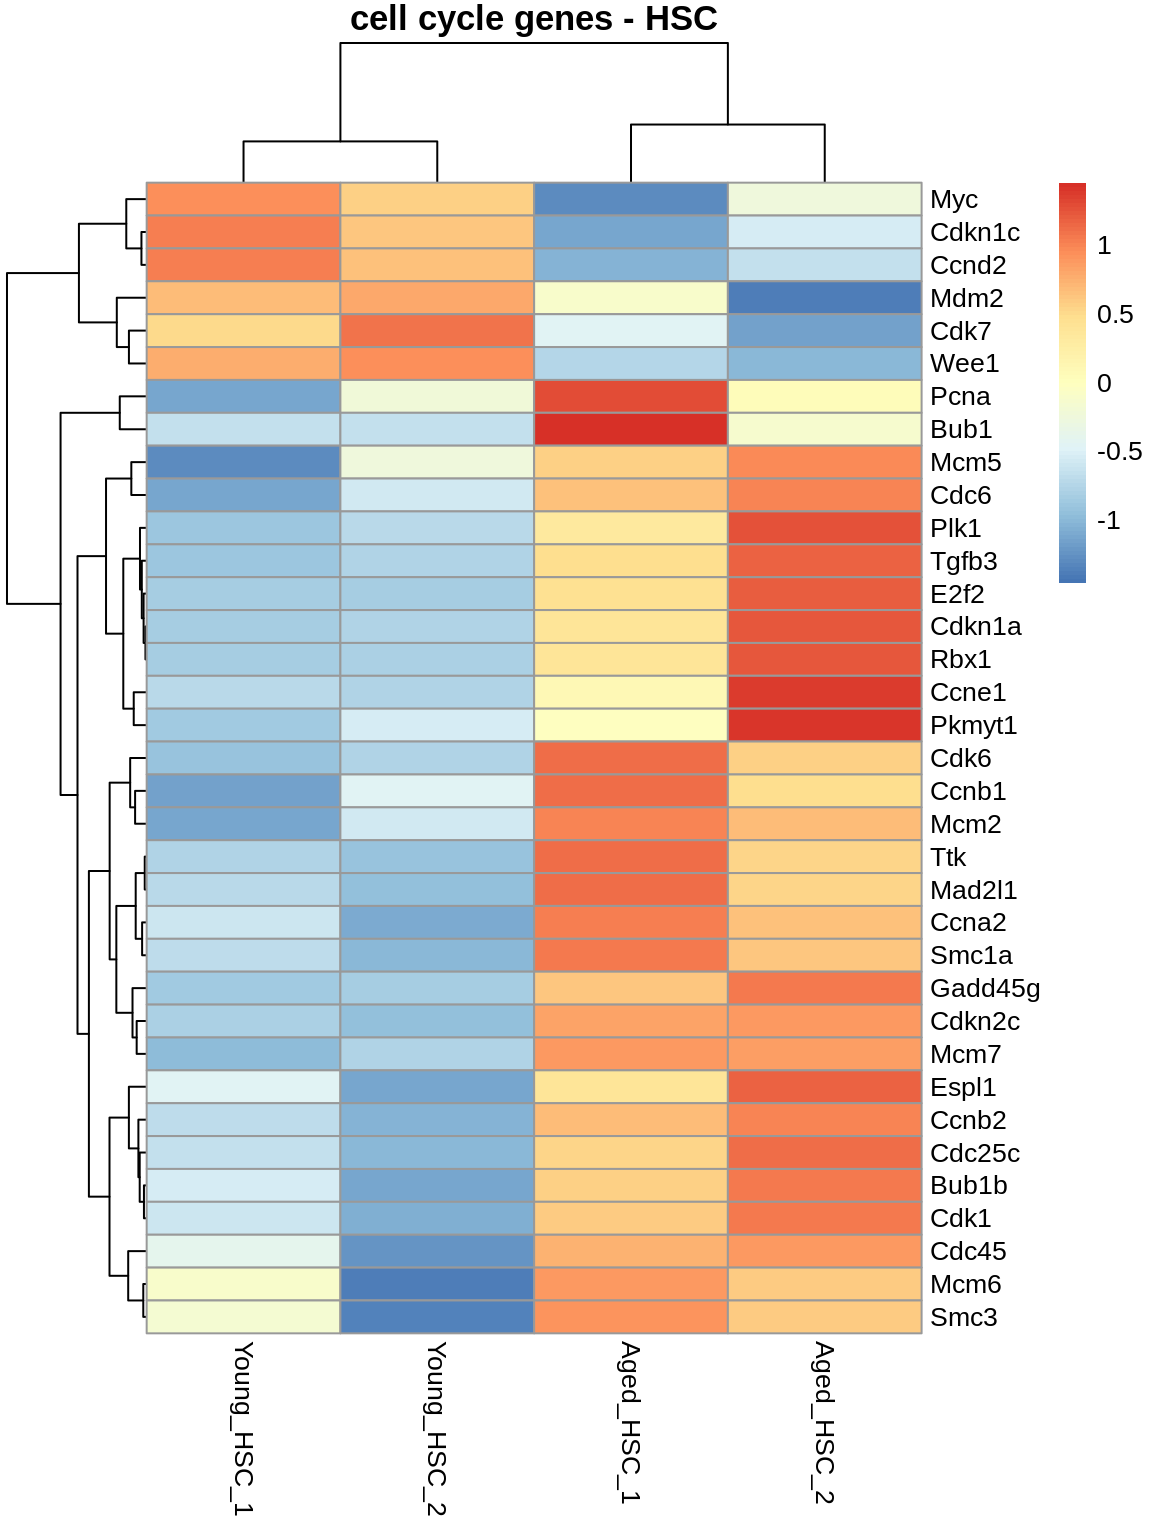 cell cycle genes - HSC
Myc
Cdkn1c
Ccnd2
Mdm2
Cdk7
Wee1
Pcna
Bub1
Mcm5
Cdc6
Plk1
Tgfb3
E2f2
Cdkn1a
Rbx1
Ccne1
Pkmyt1
Cdk6
Ccnb1
Mcm2
Ttk
Mad2l1
Ccna2
Smc1a
Gadd45g
Cdkn2c
Mcm7
Espl1
Ccnb2
Cdc25c
Bub1b
Cdk1
Cdc45
Mcm6
Smc3
1
0.5
0
-0.5
-1
Young_HSC_1
Young_HSC_2
Aged_HSC_1
Aged_HSC_2